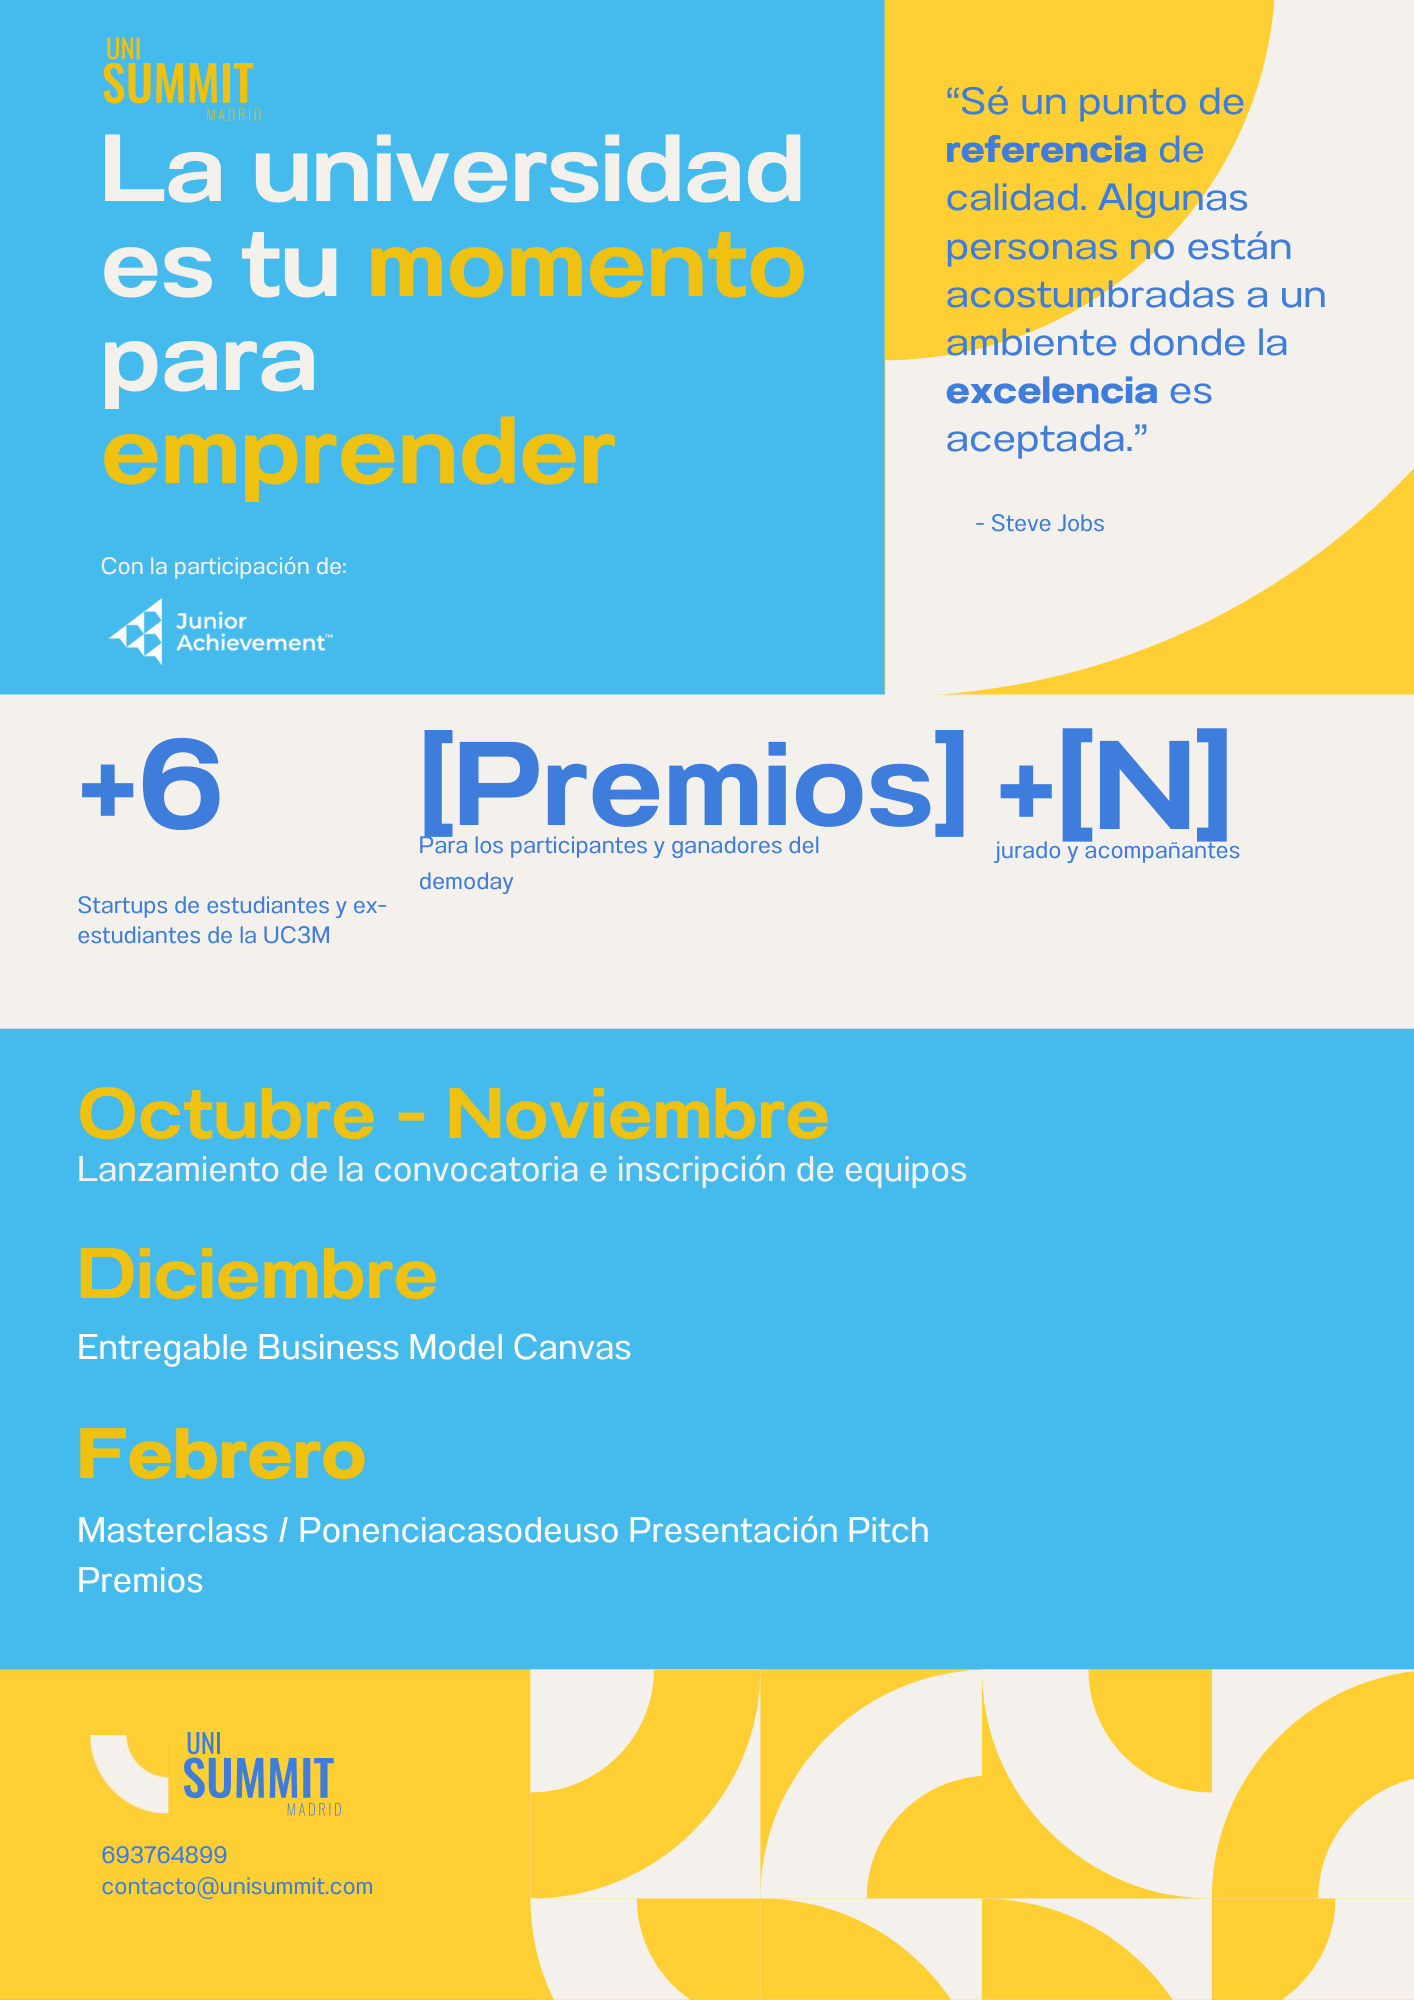 UNI
SUMMIT
MADRID
La universidad
es tu momento
para
emprender
Con la participación de:
Junior
Achievement™
“Sé un punto de
referencia de
calidad. Algunas
personas no están
acostumbradas a un
ambiente donde la
excelencia es
aceptada.”
- Steve Jobs
+6
Startups de estudiantes y ex-
estudiantes de la UC3M
[Premios]
Para los participantes y ganadores del
demoday
+[N]
jurado y acompañantes
Octubre - Noviembre
Lanzamiento de la convocatoria e inscripción de equipos
Diciembre
Entregable Business Model Canvas
Febrero
Masterclass / Ponenciacasodeuso Presentación Pitch
Premios
UNI
SUMMIT
MADRID
693764899
contacto@unisummit.com